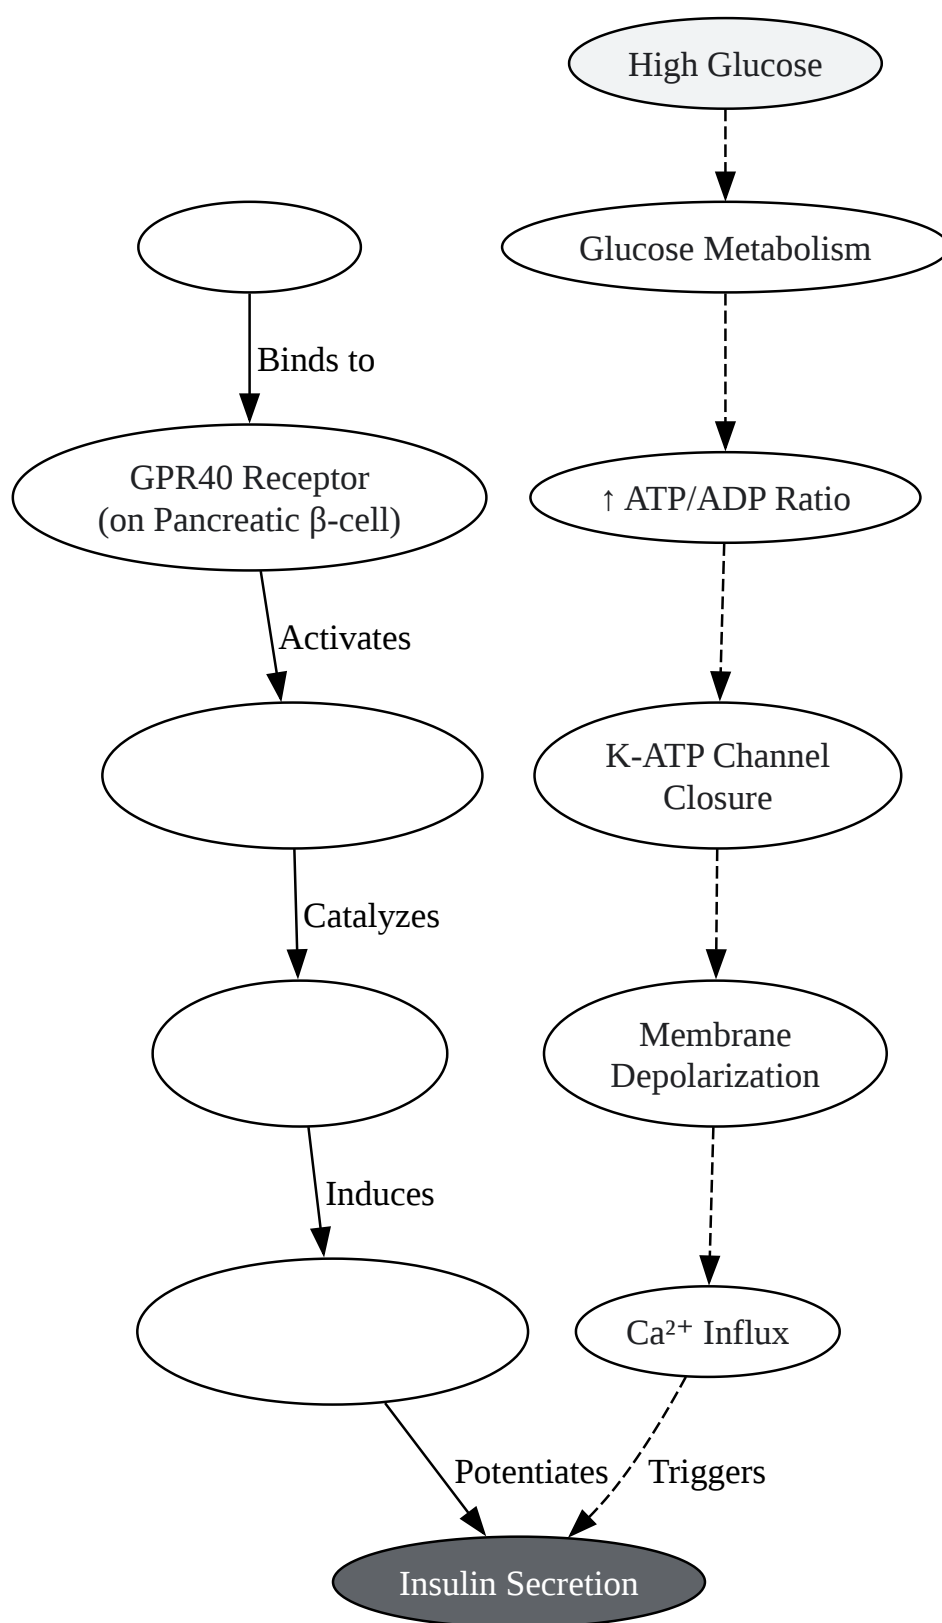 High Glucose
Glucose Metabolism
Binds to
GPR40 Receptor
(on Pancreatic β-cell)
↑ ATP/ADP Ratio
Activates
K-ATP Channel
Closure
Catalyzes
Membrane
Depolarization
Induces
Ca²⁺ Influx
Potentiates
Triggers
Insulin Secretion